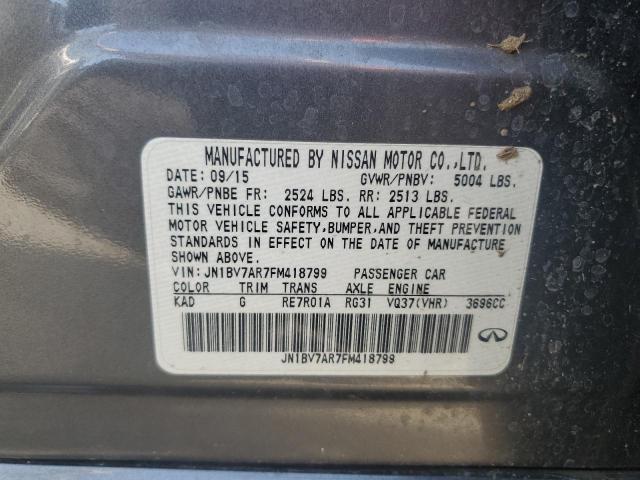 MANUFACTURED BY NISSAN MOTOR CO.,LTD.
DATE: 09/15 GVWR/PNBV: 5004 LBS.
GAWR/PNBE FR: 2524 LBS. RR: 2513 LBS.
THIS VEHICLE CONFORMS TO ALL APPLICABLE FEDERAL
MOTOR VEHICLE SAFETY, BUMPER, AND THEFT PREVENTION
STANDARDS IN EFFECT ON THE DATE OF MANUFACTURE
SHOWN ABOVE.
VIN: JN1BV7AR7FM418799 PASSENGER CAR
COLOR TRIM TRANS AXLE ENGINE
KAD G RE7R01A RG31 VQ37(VHR) 3696CC
JN1BV7AR7FM418799